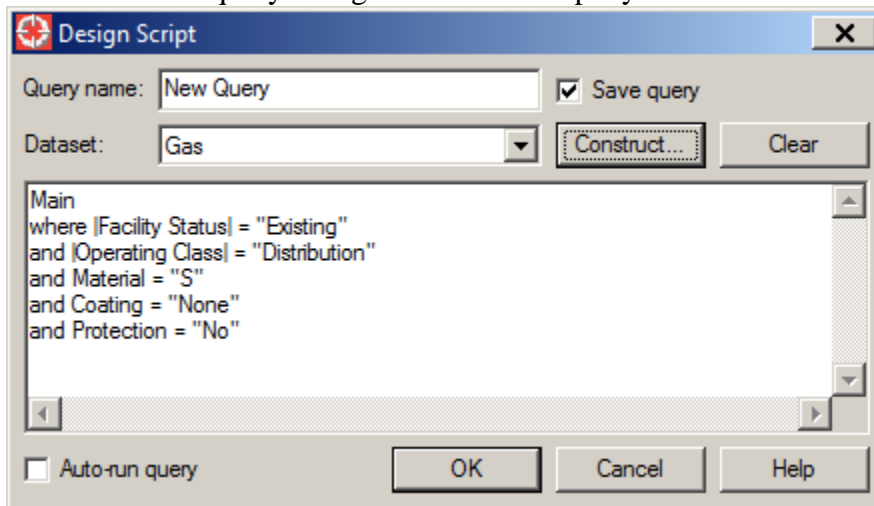 Design Script
Query name: New Query Save query
Dataset: Gas Construct... Clear
Main
where |Facility Status| = "Existing"
and |Operating Class| = "Distribution"
and Material = "S"
and Coating = "None"
and Protection = "No"
Auto-run query OK Cancel Help